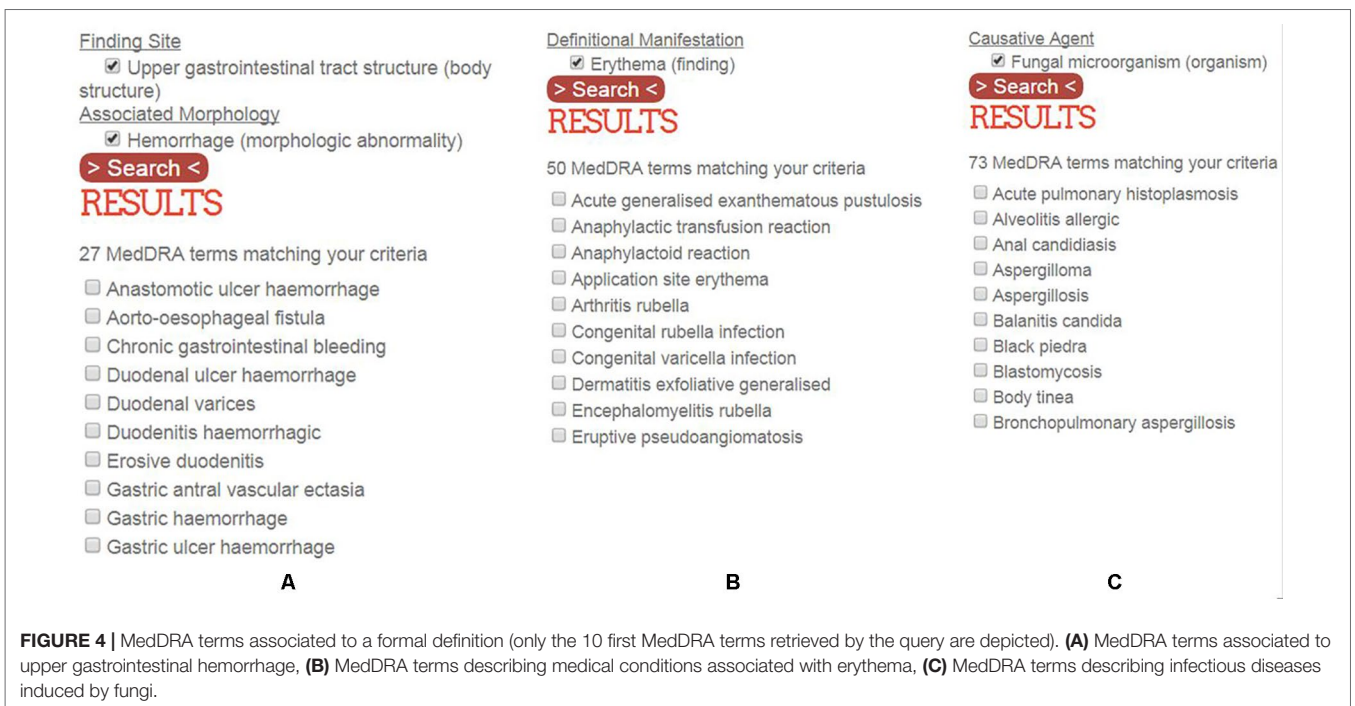 Finding Site
Upper gastrointestinal tract structure (body
structure)
Associated Morphology
Hemorrhage (morphologic abnormality)
> Search <
RESULTS
27 MedDRA terms matching your criteria
Anastomotic ulcer haemorrhage
Aorto-oesophageal fistula
Chronic gastrointestinal bleeding
Duodenal ulcer haemorrhage
Duodenal varices
Duodenitis haemorrhagic
Erosive duodenitis
Gastric antral vascular ectasia
Gastric haemorrhage
Gastric ulcer haemorrhage
A
Definitional Manifestation
Erythema (finding)
> Search <
RESULTS
50 MedDRA terms matching your criteria
Acute generalised exanthematous pustulosis
Anaphylactic transfusion reaction
Anaphylactoid reaction
Application site erythema
Arthritis rubella
Congenital rubella infection
Congenital varicella infection
Dermatitis exfoliative generalised
Encephalomyelitis rubella
Eruptive pseudoangiomatosis
B
Causative Agent
Fungal microorganism (organism)
> Search <
RESULTS
73 MedDRA terms matching your criteria
Acute pulmonary histoplasmosis
Alveolitis allergic
Anal candidiasis
Aspergilloma
Aspergillosis
Balanitis candida
Black piedra
Blastomycosis
Body tinea
Bronchopulmonary aspergillosis
C
FIGURE 4 | MedDRA terms associated to a formal definition (only the 10 first MedDRA terms retrieved by the query are depicted). (A) MedDRA terms associated to
upper gastrointestinal hemorrhage, (B) MedDRA terms describing medical conditions associated with erythema, (C) MedDRA terms describing infectious diseases
induced by fungi.